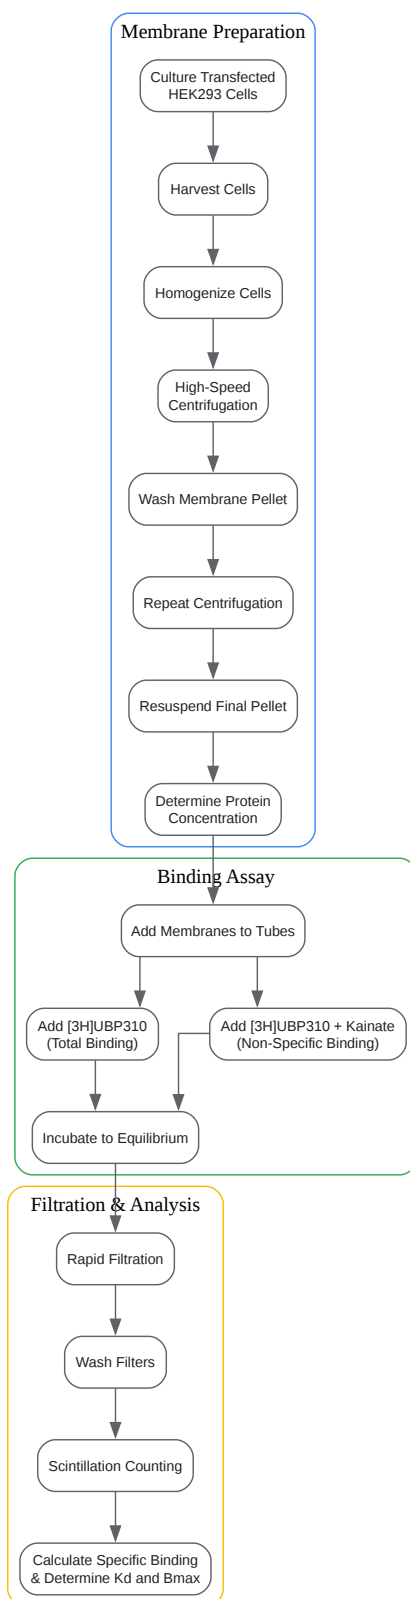 Membrane Preparation
Culture Transfected
HEK293 Cells
Harvest Cells
Homogenize Cells
High-Speed
Centrifugation
Wash Membrane Pellet
Repeat Centrifugation
Resuspend Final Pellet
Determine Protein
Concentration
Binding Assay
Add Membranes to Tubes
Add [3H]UBP310
(Total Binding)
Add [3H]UBP310 + Kainate
(Non-Specific Binding)
Incubate to Equilibrium
Filtration & Analysis
Rapid Filtration
Wash Filters
Scintillation Counting
Calculate Specific Binding
& Determine Kd and Bmax